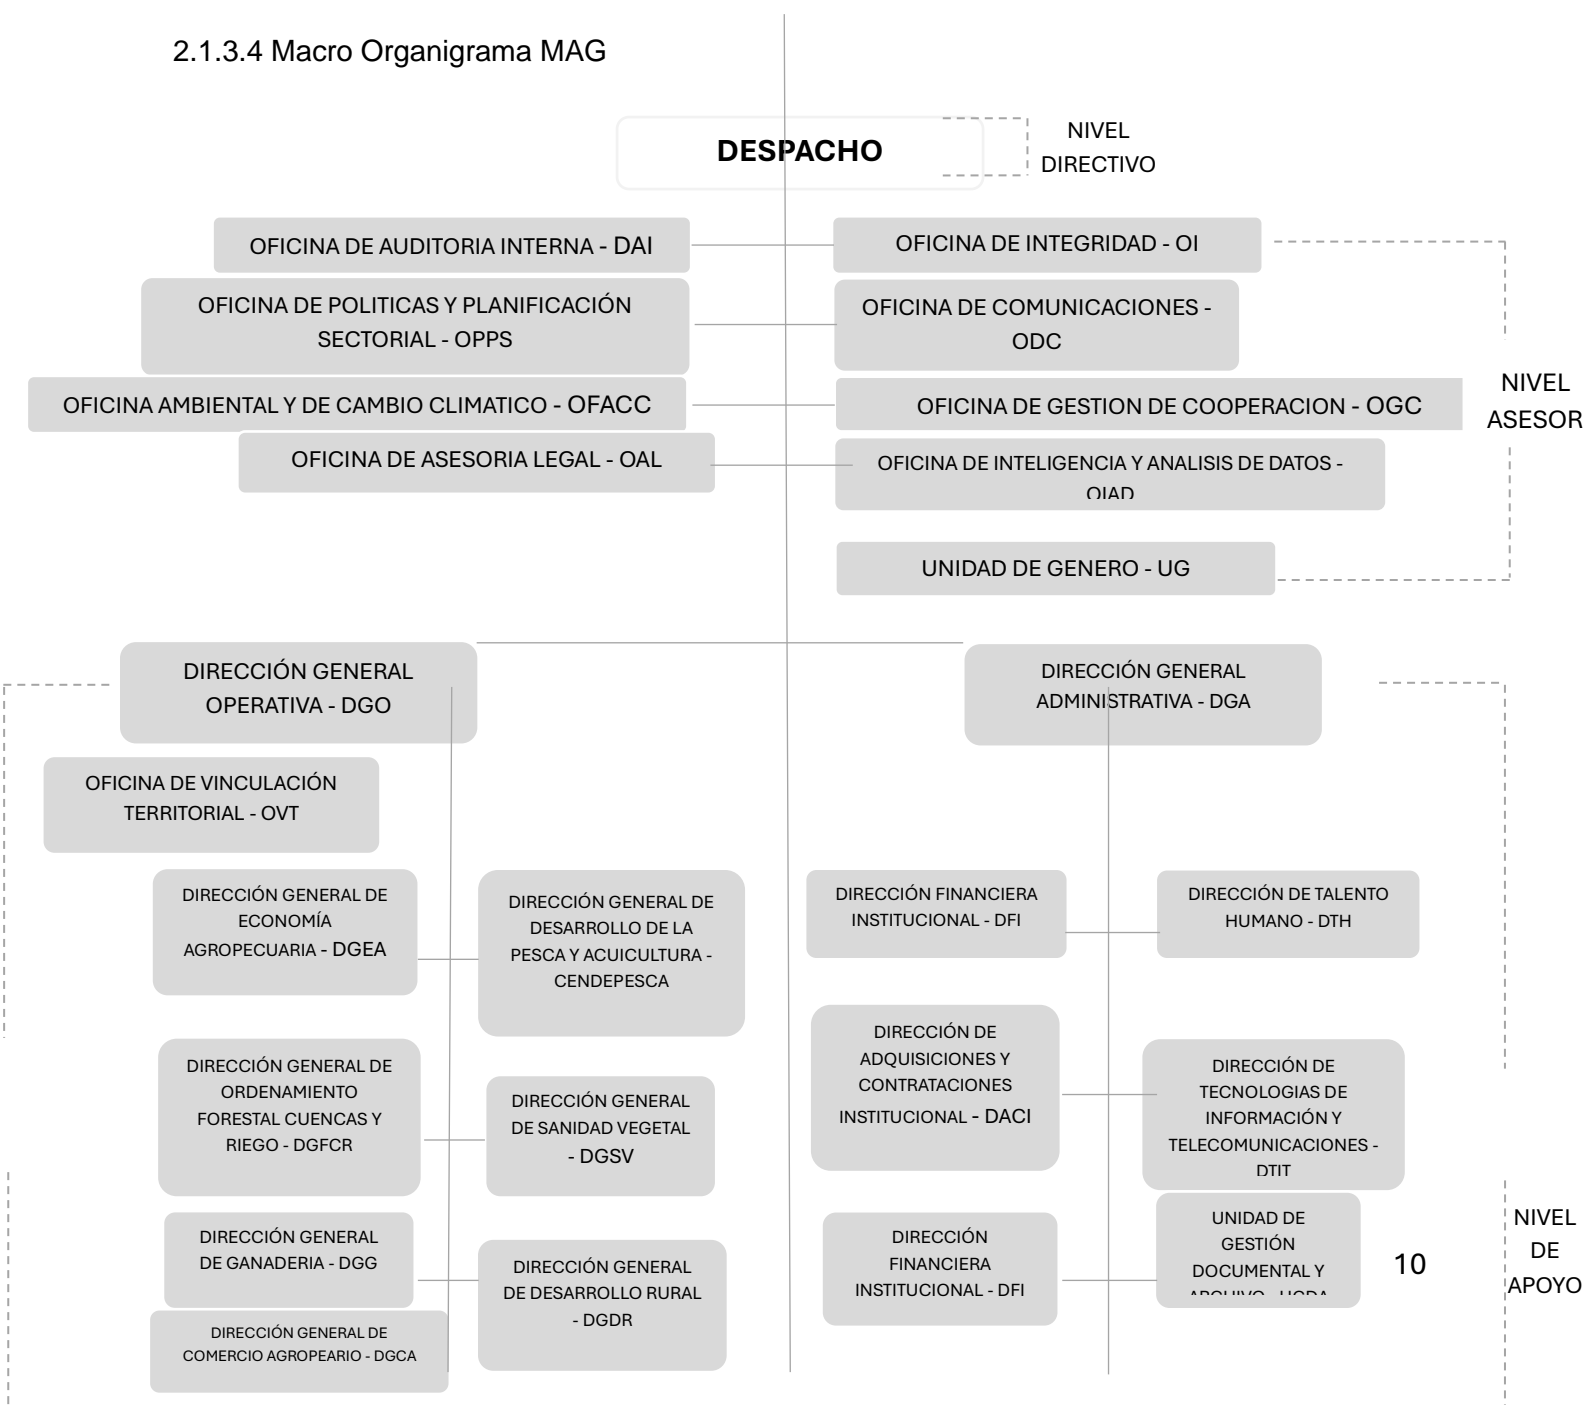 2.1.3.4 Macro Organigrama MAG
DESPACHO
NIVEL
DIRECTIVO
OFICINA DE AUDITORIA INTERNA - DAI
OFICINA DE INTEGRIDAD - OI
OFICINA DE POLITICAS Y PLANIFICACIÓN
SECTORIAL - OPPS
OFICINA DE COMUNICACIONES -
ODC
OFICINA AMBIENTAL Y DE CAMBIO CLIMATICO - OFACC
OFICINA DE GESTION DE COOPERACION - OGC
NIVEL
ASESOR
OFICINA DE ASESORIA LEGAL - OAL
OFICINA DE INTELIGENCIA Y ANALISIS DE DATOS -
OIAD
UNIDAD DE GENERO - UG
DIRECCIÓN GENERAL
OPERATIVA - DGO
DIRECCIÓN GENERAL
ADMINISTRATIVA - DGA
OFICINA DE VINCULACIÓN
TERRITORIAL - OVT
DIRECCIÓN GENERAL DE
ECONOMÍA
AGROPECUARIA - DGEA
DIRECCIÓN GENERAL DE
DESARROLLO DE LA
PESCA Y ACUICULTURA -
CENDEPESCA
DIRECCIÓN FINANCIERA
INSTITUCIONAL - DFI
DIRECCIÓN DE TALENTO
HUMANO - DTH
DIRECCIÓN GENERAL DE
ORDENAMIENTO
FORESTAL CUENCAS Y
RIEGO - DGFCR
DIRECCIÓN GENERAL
DE SANIDAD VEGETAL
- DGSV
DIRECCIÓN DE
ADQUISICIONES Y
CONTRATACIONES
INSTITUCIONAL - DACI
DIRECCIÓN DE
TECNOLOGIAS DE
INFORMACIÓN Y
TELECOMUNICACIONES -
DTIT
DIRECCIÓN GENERAL
DE GANADERIA - DGG
DIRECCIÓN GENERAL
DE DESARROLLO RURAL
- DGDR
DIRECCIÓN
FINANCIERA
INSTITUCIONAL - DFI
UNIDAD DE
GESTIÓN
DOCUMENTAL Y
ARCHIVO - UGDA
10
NIVEL
DE
APOYO
DIRECCIÓN GENERAL DE
COMERCIO AGROPEARIO - DGCA